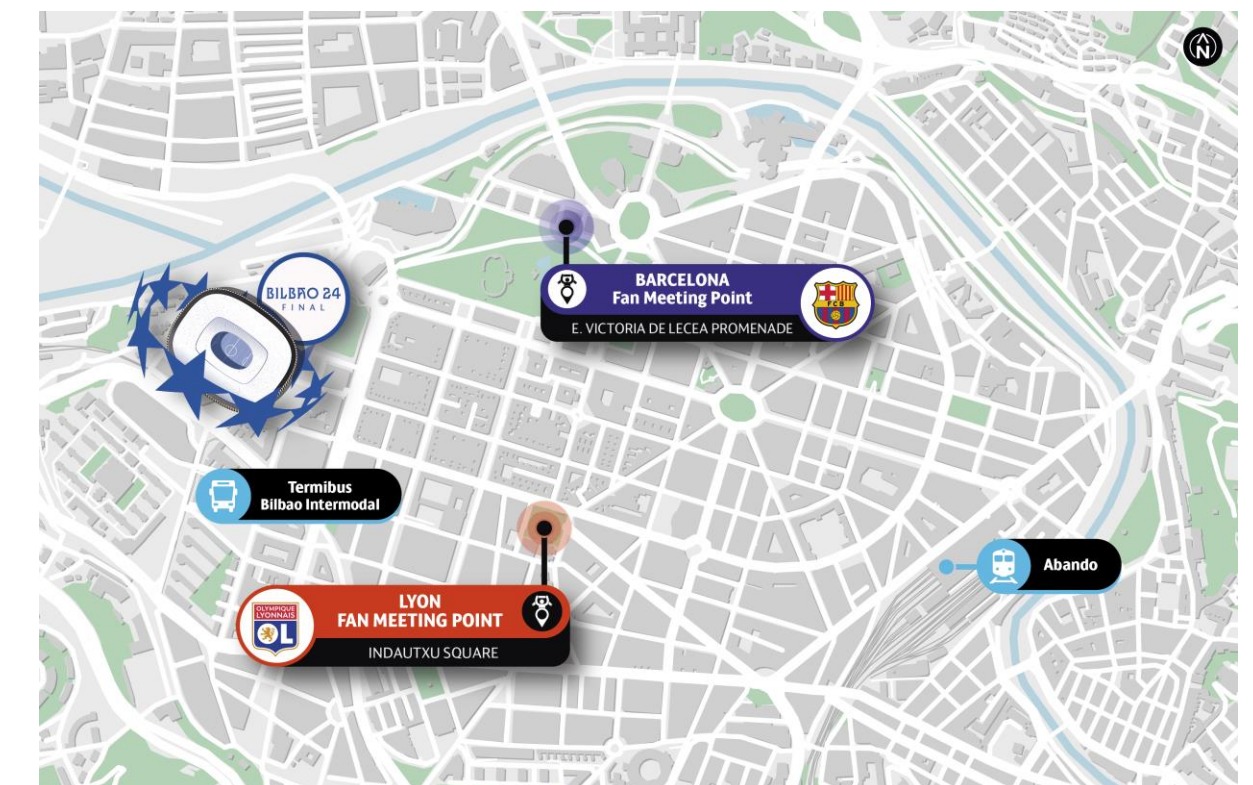 N
BILBAO 24
FINAL
BARCELONA
Fan Meeting Point
FCB
E. VICTORIA DE LECEA PROMENADE
Termibus
Bilbao Intermodal
Abando
OLYMPIQUE
LYONNAIS
OL
LYON
FAN MEETING POINT
INDAUTXU SQUARE